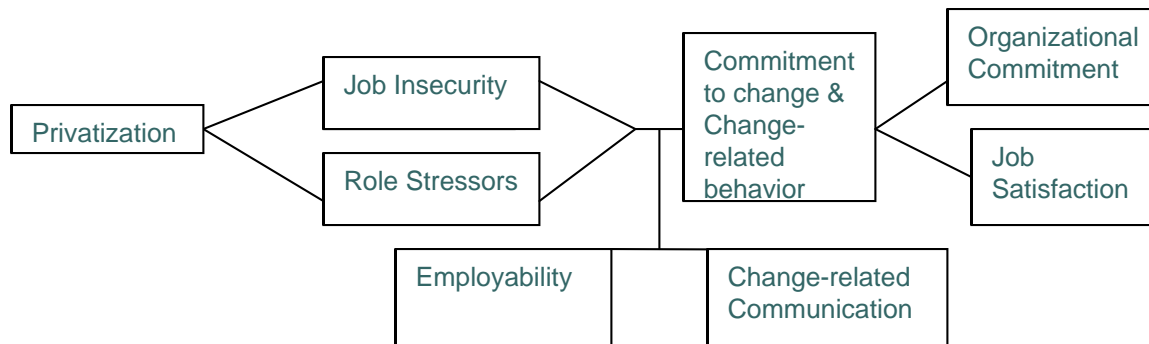 Privatization
Job Insecurity
Role Stressors
Commitment
to change &
Change-
related
behavior
Organizational
Commitment
Job
Satisfaction
Employability
Change-related
Communication